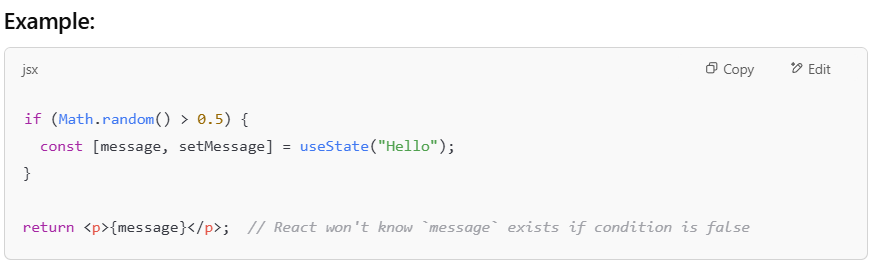 Example:
jsx
Copy
Edit
if (Math.random() > 0.5) {
  const [message, setMessage] = useState("Hello");
}
return <p>{message}</p>;  // React won't know `message` exists if condition is false